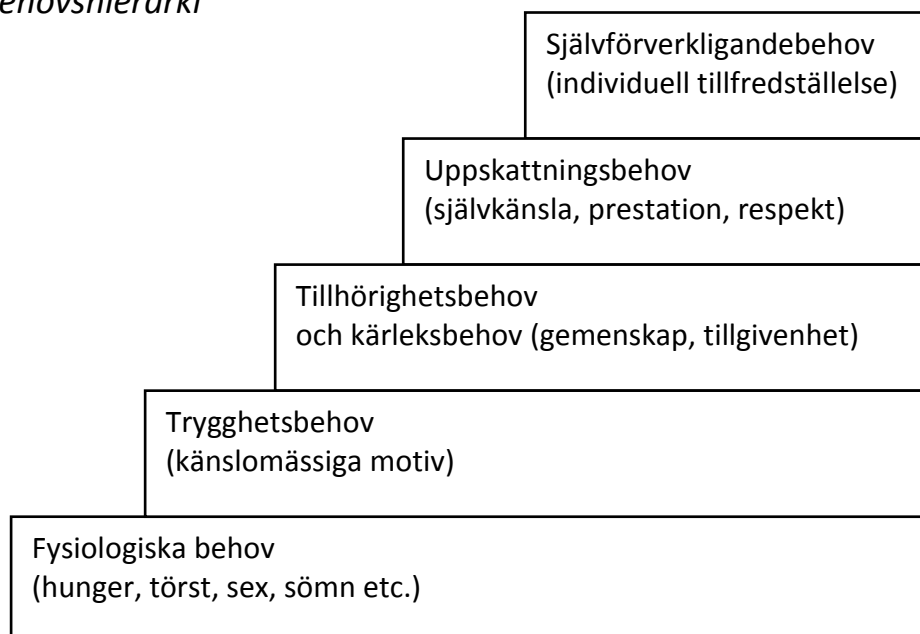 Självförverkligandebehov
(individuell tillfredställelse)
Uppskattningsbehov
(självkänsla, prestation, respekt)
Tillhörighetsbehov
och kärleksbehov (gemenskap, tillgivenhet)
Trygghetsbehov
(känslomässiga motiv)
Fysiologiska behov
(hunger, törst, sex, sömn etc.)